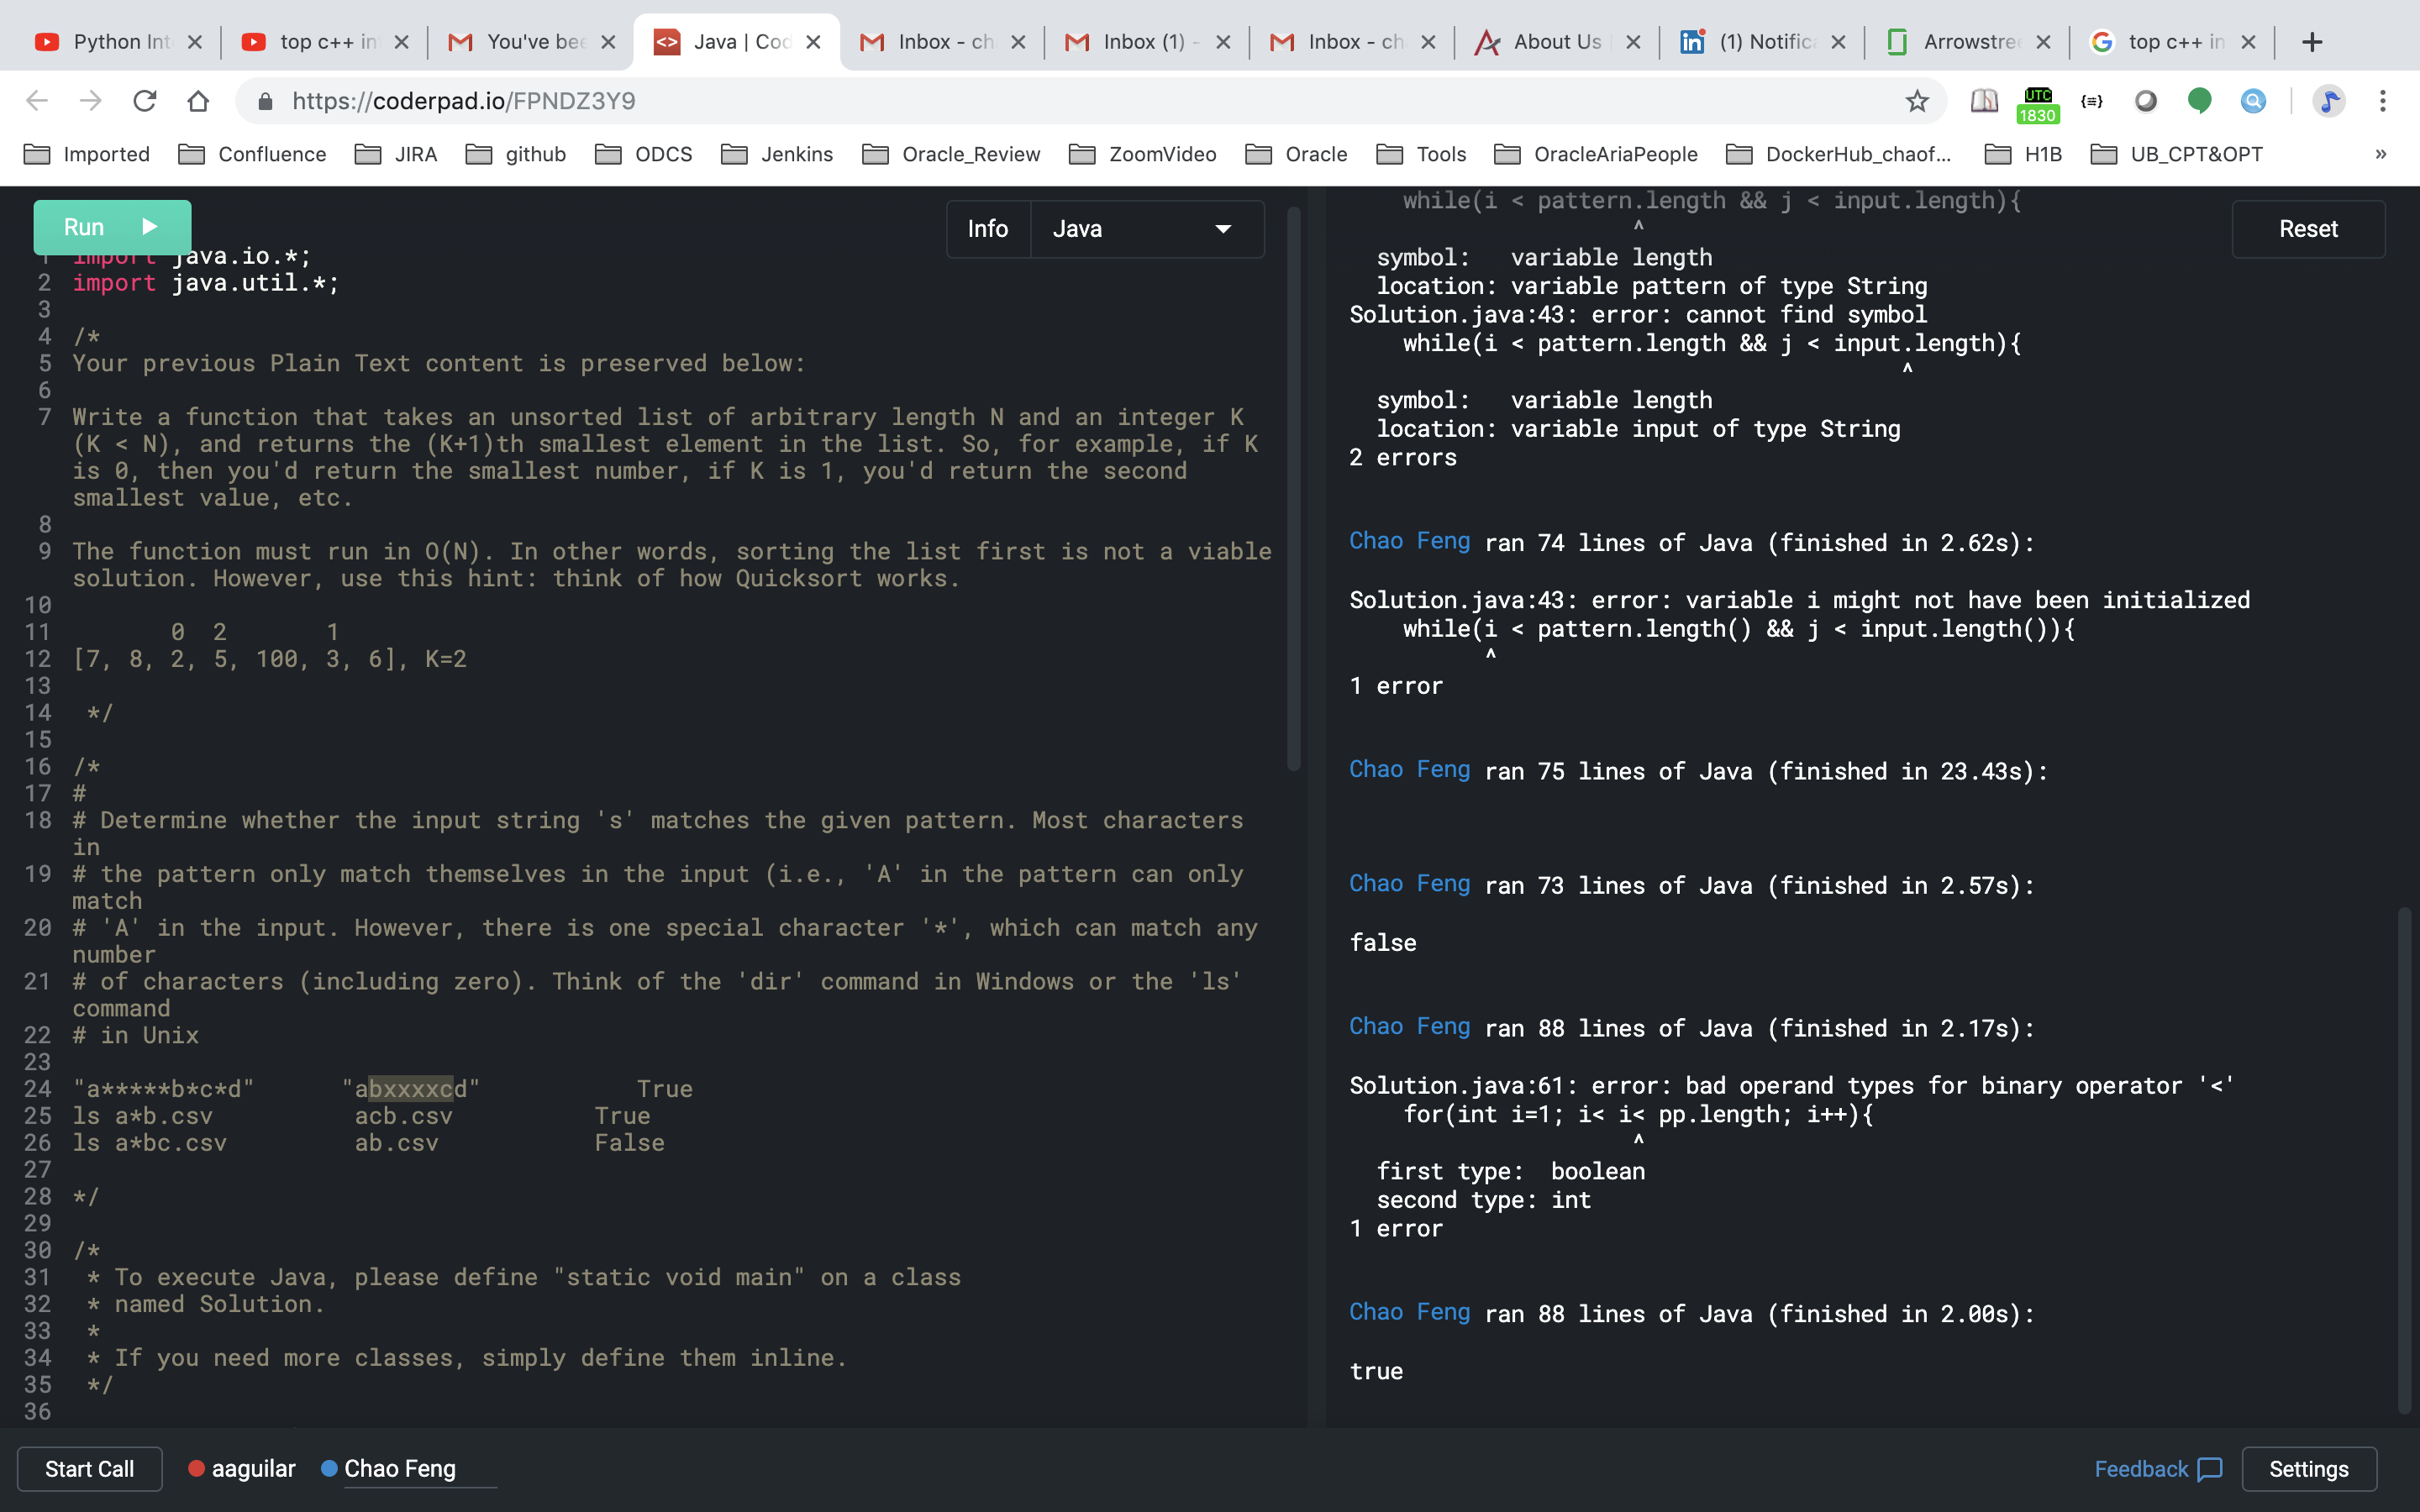 Python Int
top c++ in
You've bee
Java | Cod
Inbox - ch
Inbox (1) -
Inbox - ch
About Us
(1) Notific
Arrowstre
top c++ in
https://coderpad.io/FPNDZ3Y9
UTC
1830
Imported
Confluence
JIRA
github
ODCS
Jenkins
Oracle_Review
ZoomVideo
Oracle
Tools
OracleAriaPeople
DockerHub_chaof...
H1B
UB_CPT&OPT
»
Run
Info
Java
Reset
1 import java.io.*;
2 import java.util.*;
3
4 /*
5 Your previous Plain Text content is preserved below:
6
7 Write a function that takes an unsorted list of arbitrary length N and an integer K
(K < N), and returns the (K+1)th smallest element in the list. So, for example, if K
is 0, then you'd return the smallest number, if K is 1, you'd return the second
smallest value, etc.
8
9 The function must run in O(N). In other words, sorting the list first is not a viable
solution. However, use this hint: think of how Quicksort works.
10
11 0 2 1
12 [7, 8, 2, 5, 100, 3, 6], K=2
13
14 */
15
16 /*
17 #
18 # Determine whether the input string 's' matches the given pattern. Most characters
in
19 # the pattern only match themselves in the input (i.e., 'A' in the pattern can only
match
20 # 'A' in the input. However, there is one special character '*', which can match any
number
21 # of characters (including zero). Think of the 'dir' command in Windows or the 'ls'
command
22 # in Unix
23
24 "a*****b*c*d" "abxxxxcd" True
25 ls a*b.csv acb.csv True
26 ls a*bc.csv ab.csv False
27
28 */
29
30 /*
31 * To execute Java, please define "static void main" on a class
32 * named Solution.
33 *
34 * If you need more classes, simply define them inline.
35 */
36
while(i < pattern.length && j < input.length){
^
symbol: variable length
location: variable pattern of type String
Solution.java:43: error: cannot find symbol
while(i < pattern.length && j < input.length){
^
symbol: variable length
location: variable input of type String
2 errors
Chao Feng ran 74 lines of Java (finished in 2.62s):
Solution.java:43: error: variable i might not have been initialized
while(i < pattern.length() && j < input.length()){
^
1 error
Chao Feng ran 75 lines of Java (finished in 23.43s):
Chao Feng ran 73 lines of Java (finished in 2.57s):
false
Chao Feng ran 88 lines of Java (finished in 2.17s):
Solution.java:61: error: bad operand types for binary operator '<'
for(int i=1; i< i< pp.length; i++){
^
first type: boolean
second type: int
1 error
Chao Feng ran 88 lines of Java (finished in 2.00s):
true
Start Call
aaguilar
Chao Feng
Feedback
Settings